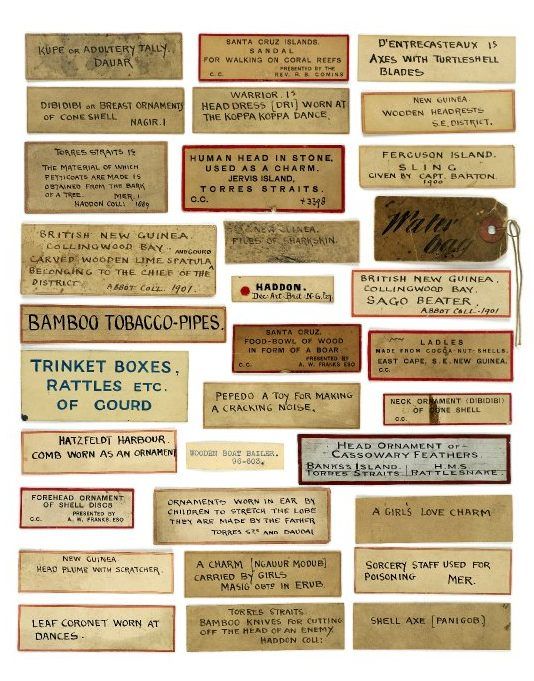 KUPE OR ADULTERY TALLY.
DAUAR
SANTA CRUZ ISLANDS.
SANDAL
FOR WALKING ON CORAL REEFS
PRESENTED BY THE
C.C. REV. R. B. COMINS
D'ENTRECASTEAUX IS
AXES WITH TURTLESHELL
BLADES
DIBIDIBI OR BREAST ORNAMENTS
OF CONE SHELL
NAGIR. I
WARRIOR. IS
HEAD DRESS [DRI] WORN AT
THE KOPPA KOPPA DANCE.
NEW GUINEA.
WOODEN HEADRESTS
S.E. DISTRICT.
TORRES STRAITS IS
THE MATERIAL OF WHICH
PETTICOATS ARE MADE IS
OBTAINED FROM THE BARK
OF A TREE. MER. I
HADDON COLL: 1889
HUMAN HEAD IN STONE,
USED AS A CHARM.
JERVIS ISLAND,
TORRES STRAITS.
C.C. +3398
FERGUSON ISLAND.
SLING
GIVEN BY CAPT. BARTON.
1900
BRITISH NEW GUINEA.
COLLINGWOOD BAY. AND GOURD
CARVED WOODEN LIME SPATULA
BELONGING TO THE CHIEF OF THE
DISTRICT.
ABBOT COLL. 1901.
NEW GUINEA.
FILES OF SHARKSKIN.
Water
HADDON.
Dec. Art. Brit. N. G.
BRITISH NEW GUINEA.
COLLINGWOOD BAY.
SAGO BEATER.
ABBOT COLL. 1901
BAMBOO TOBACCO-PIPES.
SANTA CRUZ.
FOOD-BOWL OF WOOD
IN FORM OF A BOAR
PRESENTED BY
C.C. A. W. FRANKS ESQ
LADLES
MADE FROM COCOA-NUT-SHELLS.
EAST CAPE, S.E. NEW GUINEA.
C.C.
TRINKET BOXES,
RATTLES ETC.
OF GOURD
PEPEDO A TOY FOR MAKING
A CRACKING NOISE.
NECK ORNAMENT (DIBIDIBI)
OF CONE SHELL
C.C.
HATZFELDT HARBOUR.
COMB WORN AS AN ORNAMENT
WOODEN BOAT BAILER.
96-603.
HEAD ORNAMENT OF
CASSOWARY FEATHERS.
BANKS'S ISLAND. H.M.S.
TORRES STRAITS RATTLESNAKE.
FOREHEAD ORNAMENT
OF SHELL DISCS
PRESENTED BY
C.C. A. W. FRANKS. ESQ
ORNAMENTS WORN IN EAR BY
CHILDREN TO STRETCH THE LOBE
THEY ARE MADE BY THE FATHER
TORRES STS AND DAUDAI
A GIRL'S LOVE CHARM
NEW GUINEA
HEAD PLUME WITH SCRATCHER.
A CHARM [NGAUUR MODUB]
CARRIED BY GIRLS
MASIG OBTD IN ERUB.
SORCERY STAFF USED FOR
POISONING MER.
LEAF CORONET WORN AT
DANCES.
TORRES STRAITS.
BAMBOO KNIVES FOR CUTTING
OFF THE HEAD OF AN ENEMY.
HADDON COLL:
SHELL AXE [PANIGOB]